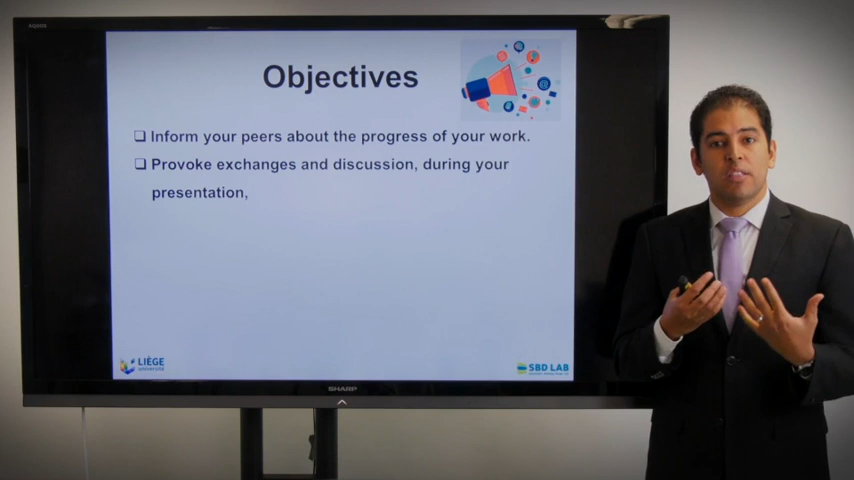 Objectives
❑ Inform your peers about the progress of your work.
❑ Provoke exchanges and discussion, during your
presentation,
LIÈGE
université
SBD LAB
SHARP